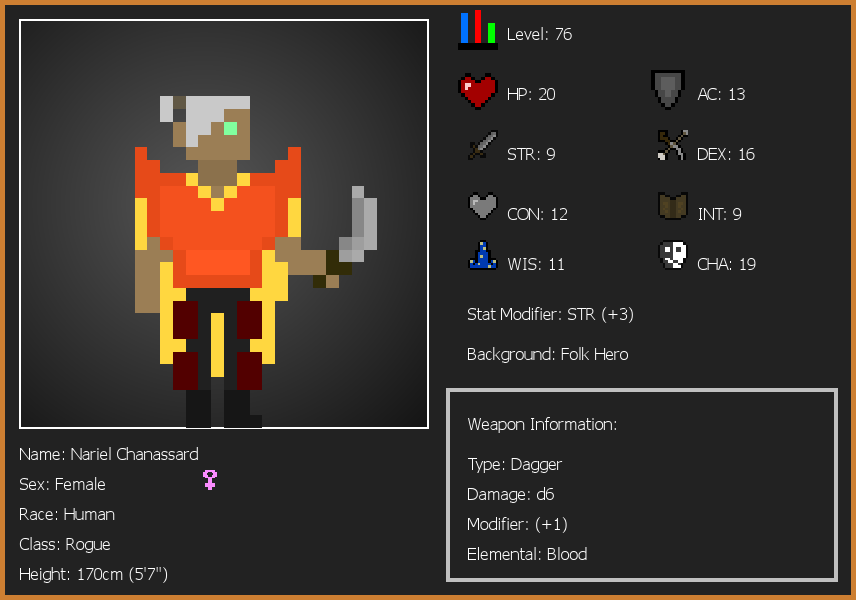 Level: 76
HP: 20
AC: 13
STR: 9
DEX: 16
CON: 12
INT: 9
WIS: 11
CHA: 19
Stat Modifier: STR (+3)
Background: Folk Hero
Weapon Information:
Type: Dagger
Damage: d6
Modifier: (+1)
Elemental: Blood
Name: Nariel Chanassard
Sex: Female
Race: Human
Class: Rogue
Height: 170cm (5'7")